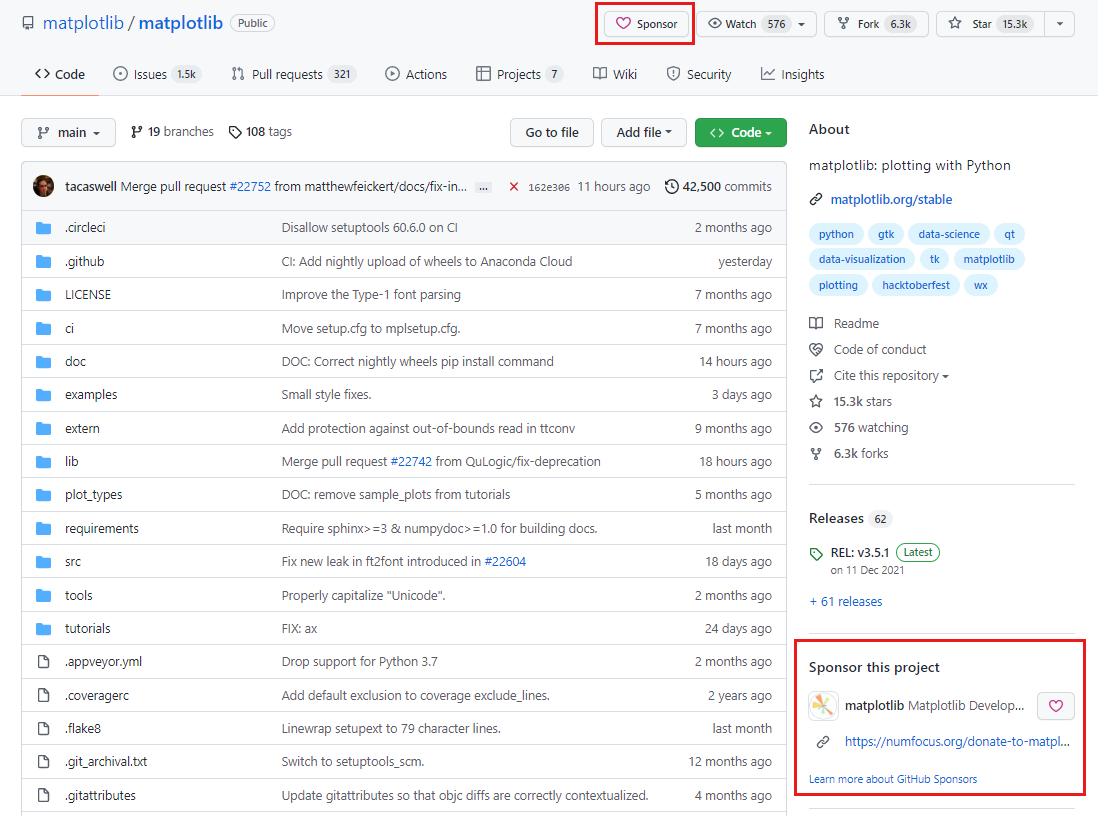 matplotlib / matplotlib Public Sponsor Watch 576 Fork 6.3k Star 15.3k
Code Issues 1.5k Pull requests 321 Actions Projects 7 Wiki Security Insights
main 19 branches 108 tags Go to file Add file Code
tacaswell Merge pull request #22752 from matthewfeickert/docs/fix-in... ... 162e306 11 hours ago 42,500 commits
.circleci Disallow setuptools 60.6.0 on CI 2 months ago
.github CI: Add nightly upload of wheels to Anaconda Cloud yesterday
LICENSE Improve the Type-1 font parsing 7 months ago
ci Move setup.cfg to mplsetup.cfg. 7 months ago
doc DOC: Correct nightly wheels pip install command 14 hours ago
examples Small style fixes. 3 days ago
extern Add protection against out-of-bounds read in ttconv 9 months ago
lib Merge pull request #22742 from QuLogic/fix-deprecation 18 hours ago
plot_types DOC: remove sample_plots from tutorials 5 months ago
requirements Require sphinx>=3 & numpydoc>=1.0 for building docs. last month
src Fix new leak in ft2font introduced in #22604 18 days ago
tools Properly capitalize "Unicode". 2 months ago
tutorials FIX: ax 24 days ago
.appveyor.yml Drop support for Python 3.7 2 months ago
.coveragerc Add default exclusion to coverage exclude_lines. 2 years ago
.flake8 Linewrap setupext to 79 character lines. last month
.git_archival.txt Switch to setuptools_scm. 12 months ago
.gitattributes Update gitattributes so that objc diffs are correctly contextualized. 4 months ago
About
matplotlib: plotting with Python
matplotlib.org/stable
python gtk data-science qt
data-visualization tk matplotlib
plotting hacktoberfest wx
Readme
Code of conduct
Cite this repository
15.3k stars
576 watching
6.3k forks
Releases 62
REL: v3.5.1 Latest
on 11 Dec 2021
+ 61 releases
Sponsor this project
matplotlib Matplotlib Develop...
https://numfocus.org/donate-to-matpl...
Learn more about GitHub Sponsors